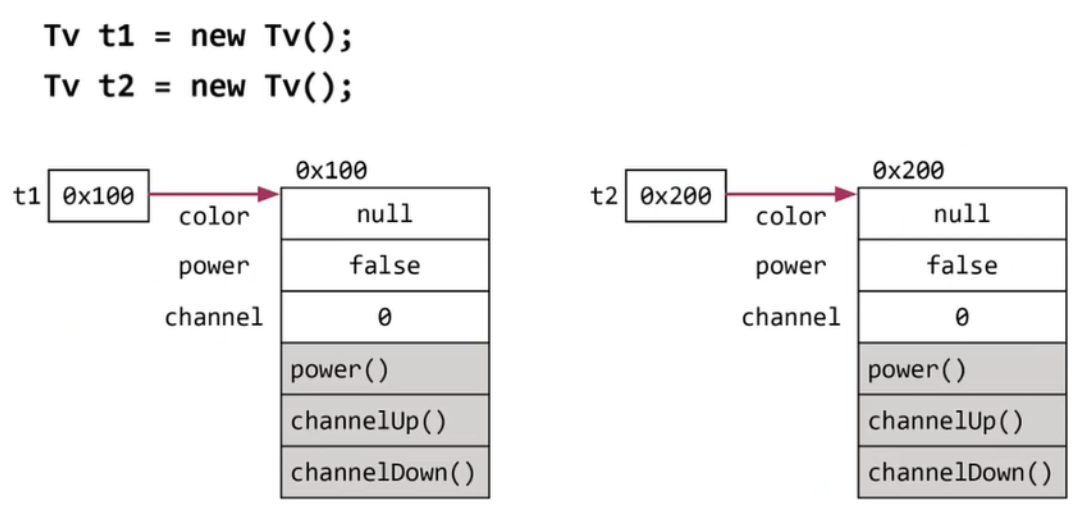 Tv t1 = new Tv();
Tv t2 = new Tv();
0x100
t1 0x100
color null
power false
channel 0
power()
channelUp()
channelDown()
0x200
t2 0x200
color null
power false
channel 0
power()
channelUp()
channelDown()